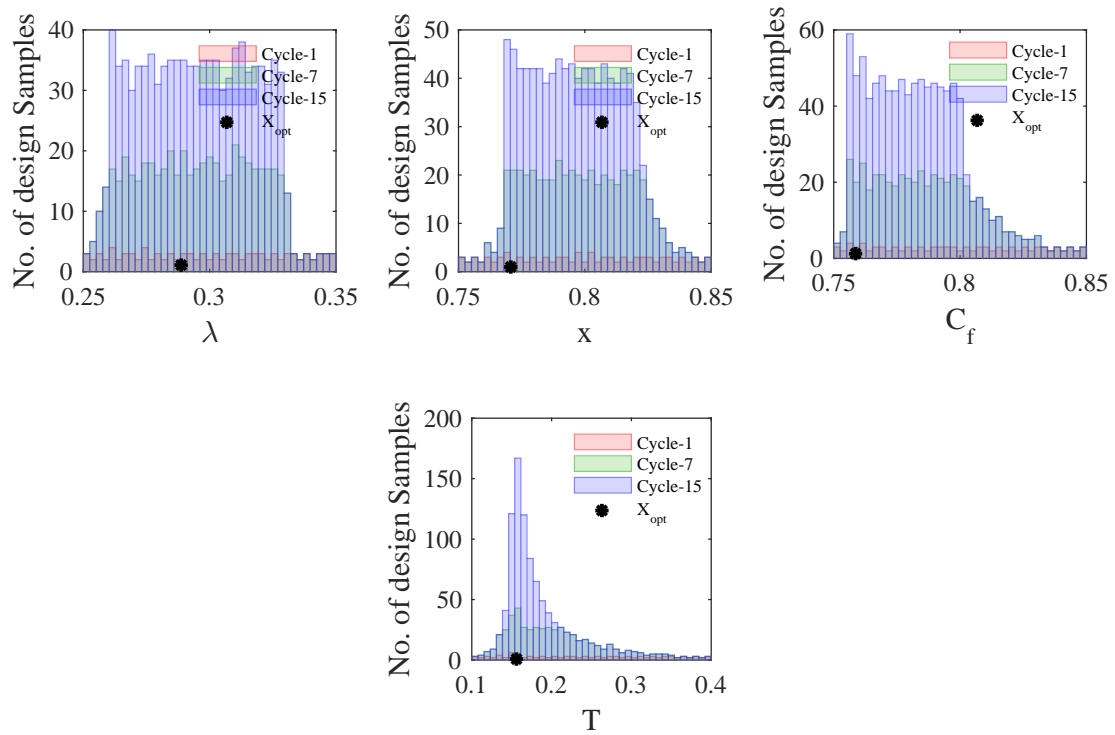 No. of design Samples
40
30
20
10
0
0.25
0.3
0.35
λ
Cycle-1
Cycle-7
Cycle-15
X_opt
No. of design Samples
50
40
30
20
10
0
0.75
0.8
0.85
x
Cycle-1
Cycle-7
Cycle-15
X_opt
No. of design Samples
60
40
20
0
0.75
0.8
0.85
C_f
Cycle-1
Cycle-7
Cycle-15
X_opt
No. of design Samples
200
150
100
50
0
0.1
0.2
0.3
0.4
T
Cycle-1
Cycle-7
Cycle-15
X_opt